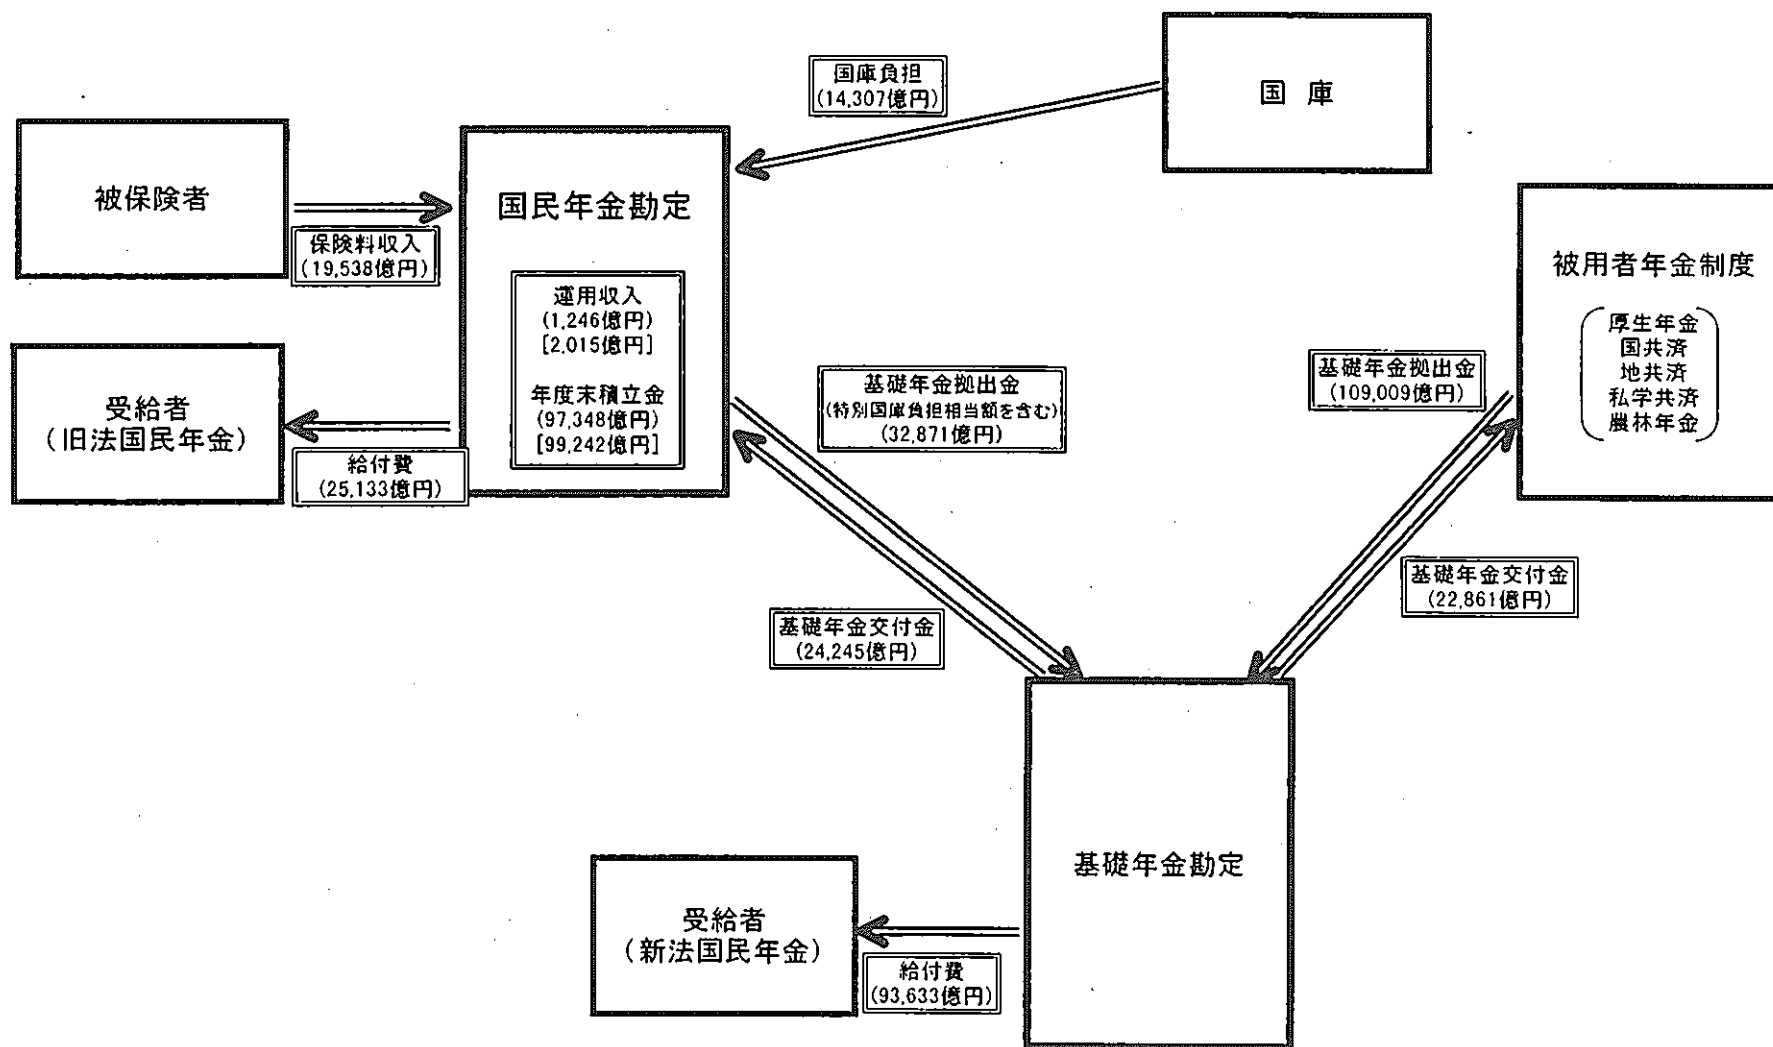 国庫負担
(14,307億円)
国 庫
被保険者
保険料収入
(19,538億円)
国民年金勘定
運用収入
(1,246億円)
[2,015億円]
年度末積立金
(97,348億円)
[99,242億円]
被用者年金制度
厚生年金
国共済
地共済
私学共済
農林年金
受給者
(旧法国民年金)
給付費
(25,133億円)
基礎年金拠出金
(特別国庫負担相当額を含む)
(32,871億円)
基礎年金拠出金
(109,009億円)
基礎年金交付金
(24,245億円)
基礎年金交付金
(22,861億円)
基礎年金勘定
受給者
(新法国民年金)
給付費
(93,633億円)